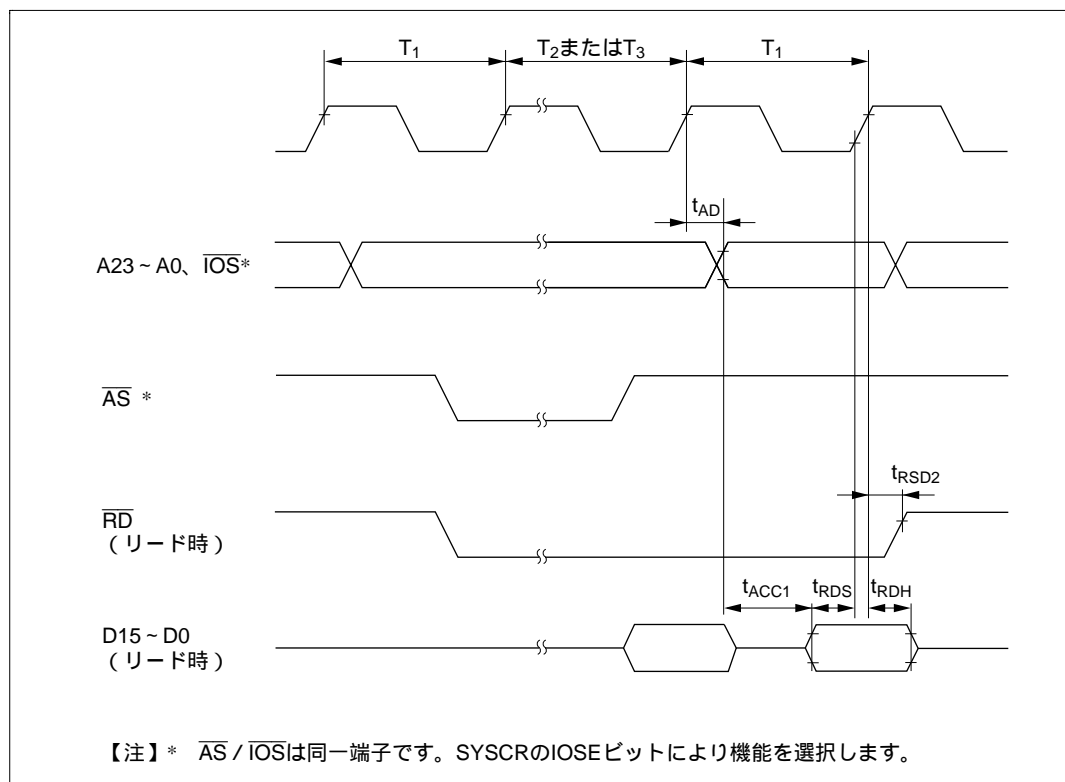 T1 T2またはT3 T1
tAD
A23~A0、IOS*
AS *
tRSD2
RD
(リード時)
tACC1 tRDS tRDH
D15~D0
(リード時)
【注】* AS / IOSは同一端子です。SYSCRのIOSEビットにより機能を選択します。